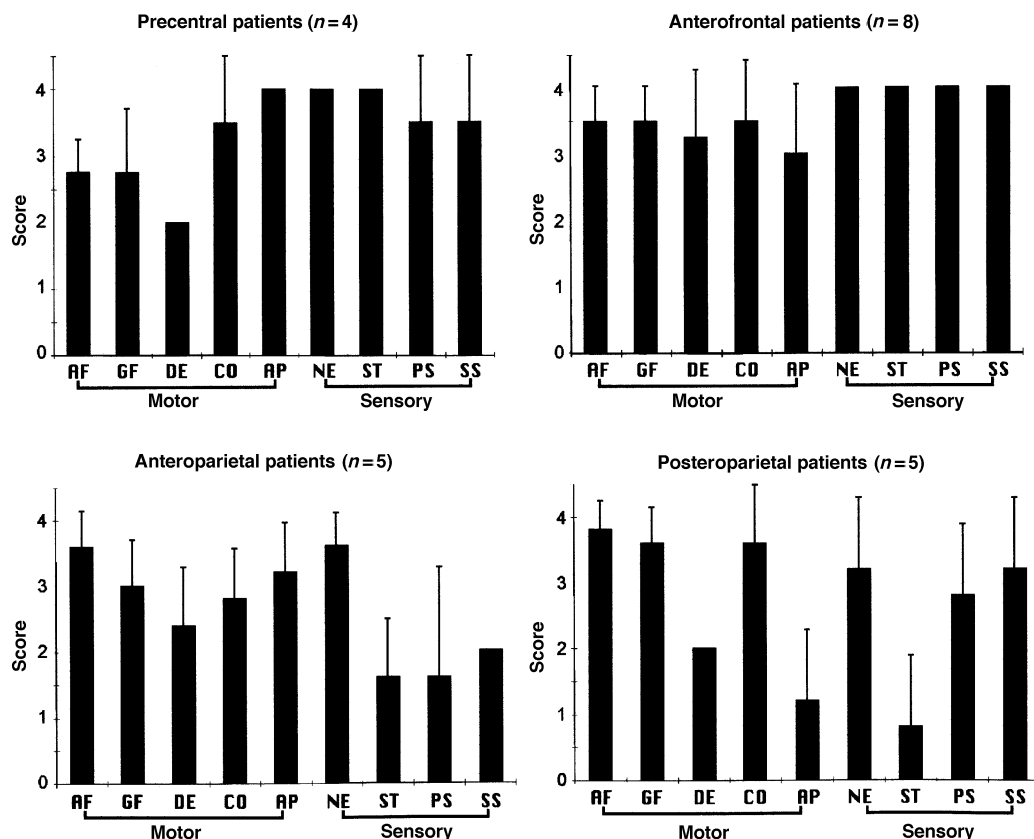 Precentral patients (n=4)
4
3
2
1
0
Score
AF GF DE CO AP NE ST PS SS
Motor Sensory
Anterofrontal patients (n=8)
4
3
2
1
0
Score
AF GF DE CO AP NE ST PS SS
Motor Sensory
Anteroparietal patients (n=5)
4
3
2
1
0
Score
AF GF DE CO AP NE ST PS SS
Motor Sensory
Posteroparietal patients (n=5)
4
3
2
1
0
Score
AF GF DE CO AP NE ST PS SS
Motor Sensory